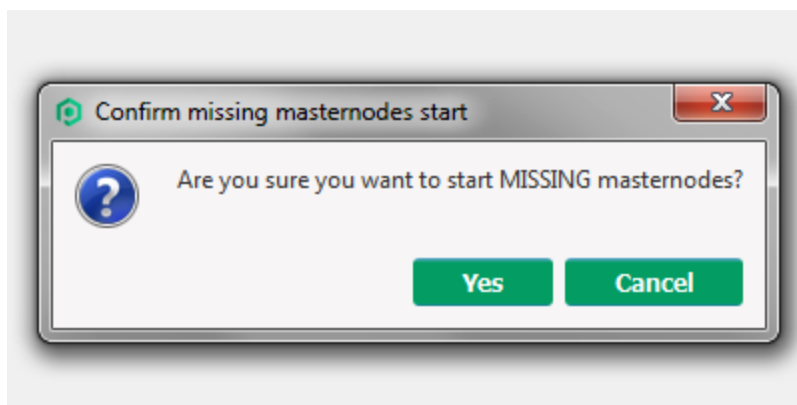 Confirm missing masternodes start
Are you sure you want to start MISSING masternodes?
Yes
Cancel